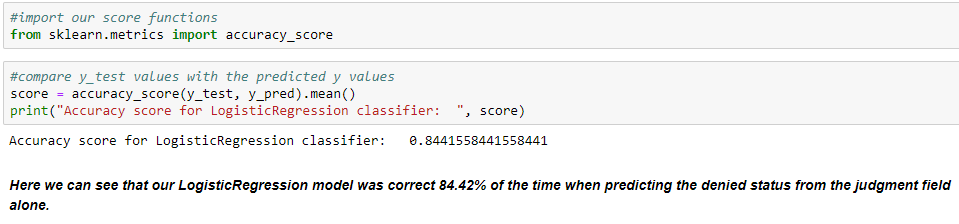 #import our score functions
from sklearn.metrics import accuracy_score
#compare y_test values with the predicted y values
score = accuracy_score(y_test, y_pred).mean()
print("Accuracy score for LogisticRegression classifier:  ", score)
Accuracy score for LogisticRegression classifier:   0.8441558441558441
Here we can see that our LogisticRegression model was correct 84.42% of the time when predicting the denied status from the judgment field
alone.